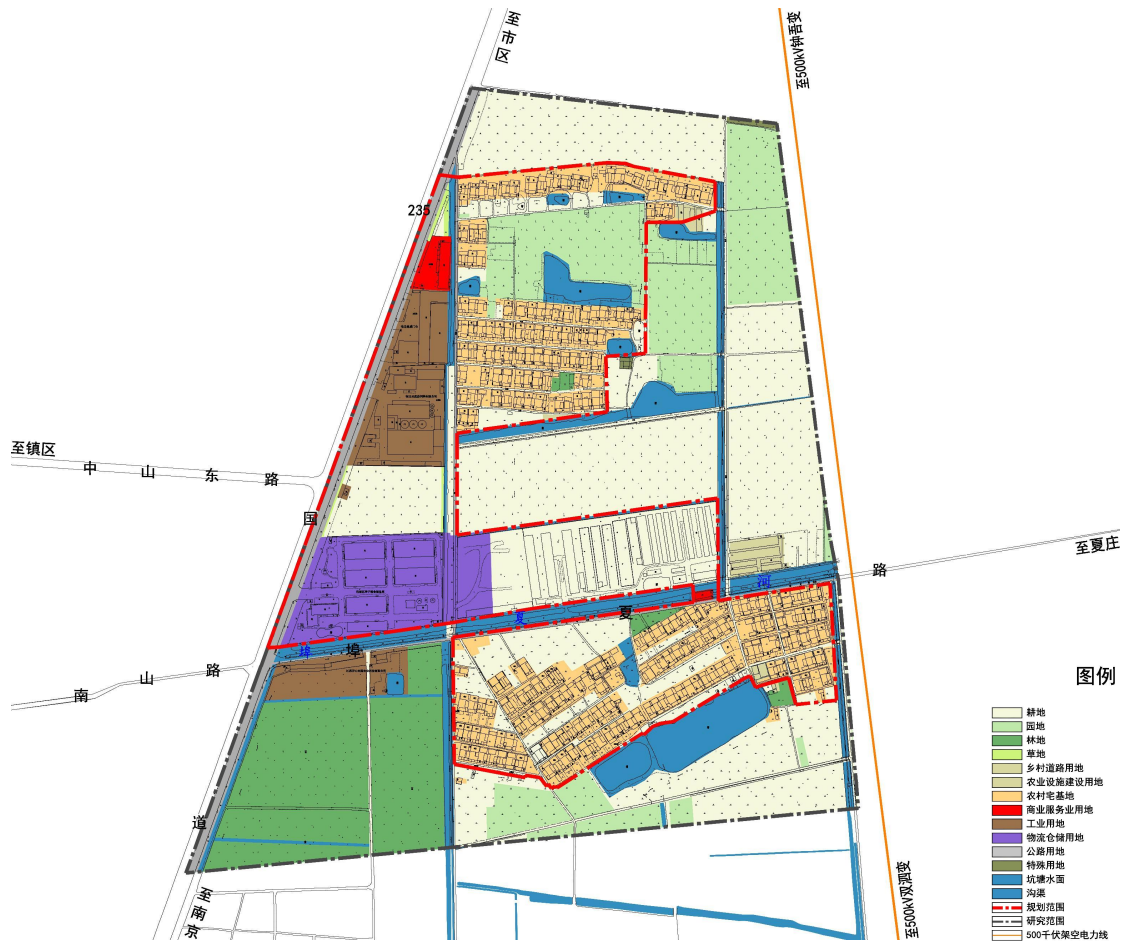 至市区
至500kV钟吾变
235
至镇区
中山东路
国
至夏庄
路
河
夏
夏
埠
埠
南山路
道
至南京
至500kV双泗变
图例
耕地
园地
林地
草地
乡村道路用地
农业设施建设用地
农村宅基地
商业服务业用地
工业用地
物流仓储用地
公路用地
特殊用地
坑塘水面
沟渠
规划范围
研究范围
500千伏架空电力线